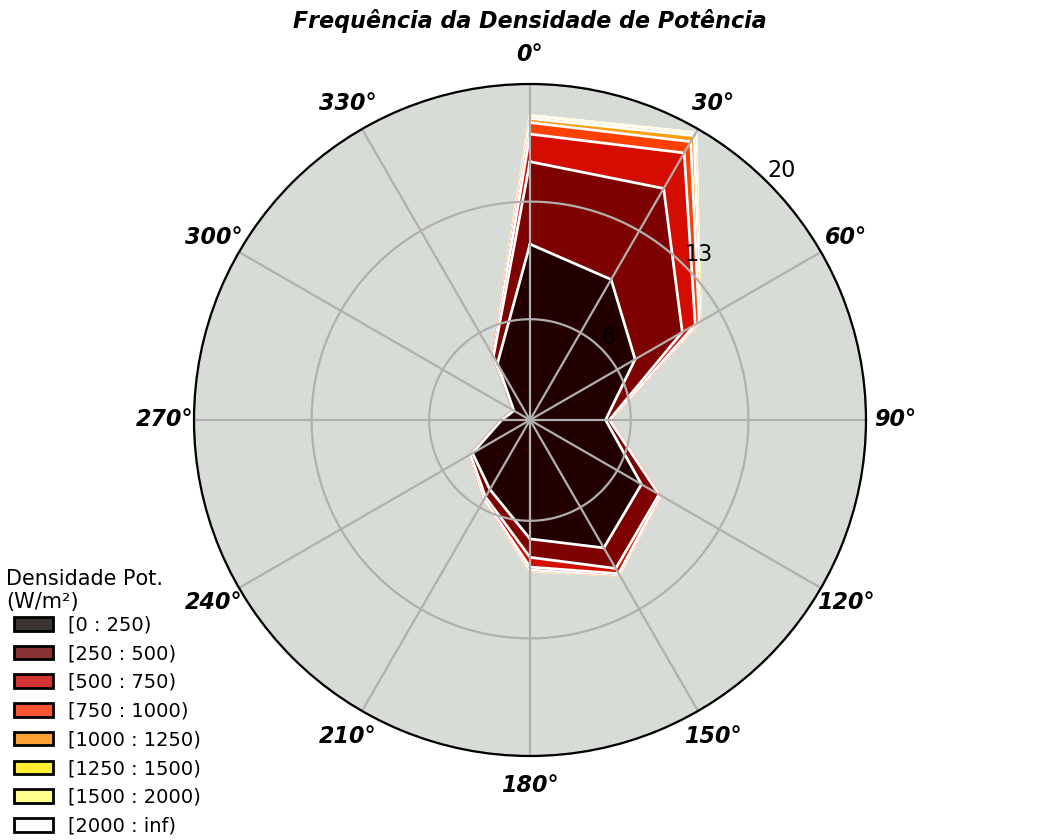 Frequência da Densidade de Potência
0°
330°
30°
20
300°
60°
13
6
270°
90°
240°
120°
210°
150°
180°
Densidade Pot.
(W/m²)
[0 : 250)
[250 : 500)
[500 : 750)
[750 : 1000)
[1000 : 1250)
[1250 : 1500)
[1500 : 2000)
[2000 : inf)